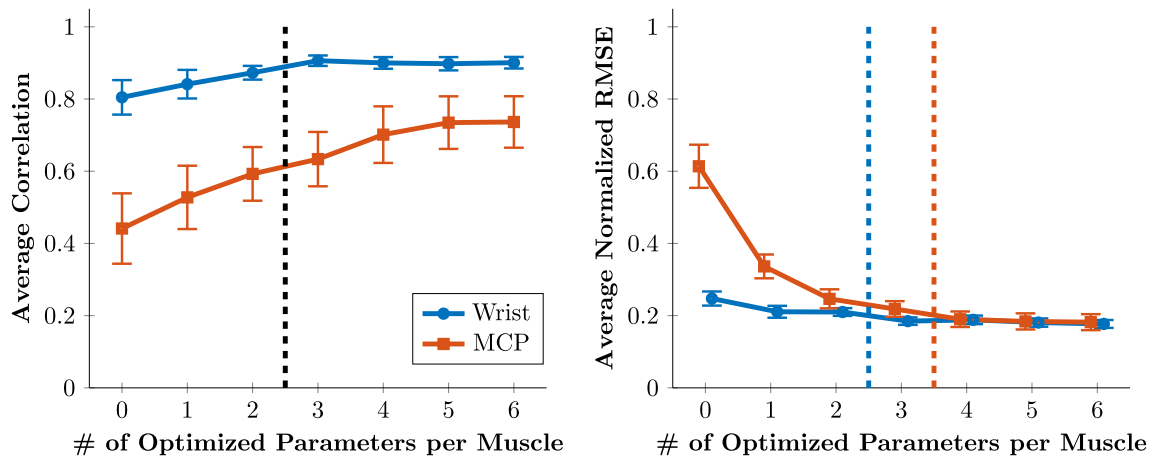 Average Correlation
1
0.8
0.6
0.4
0.2
0
0 1 2 3 4 5 6
# of Optimized Parameters per Muscle
Wrist
MCP
Average Normalized RMSE
1
0.8
0.6
0.4
0.2
0
0 1 2 3 4 5 6
# of Optimized Parameters per Muscle